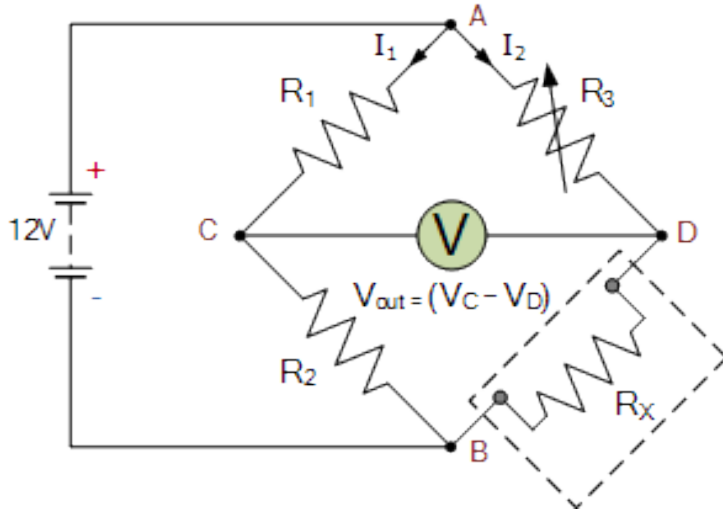 A
I₁
I₂
R₁
R₃
+
12V
C
V
D
-
Vout = (VC – VD)
R₂
RX
B